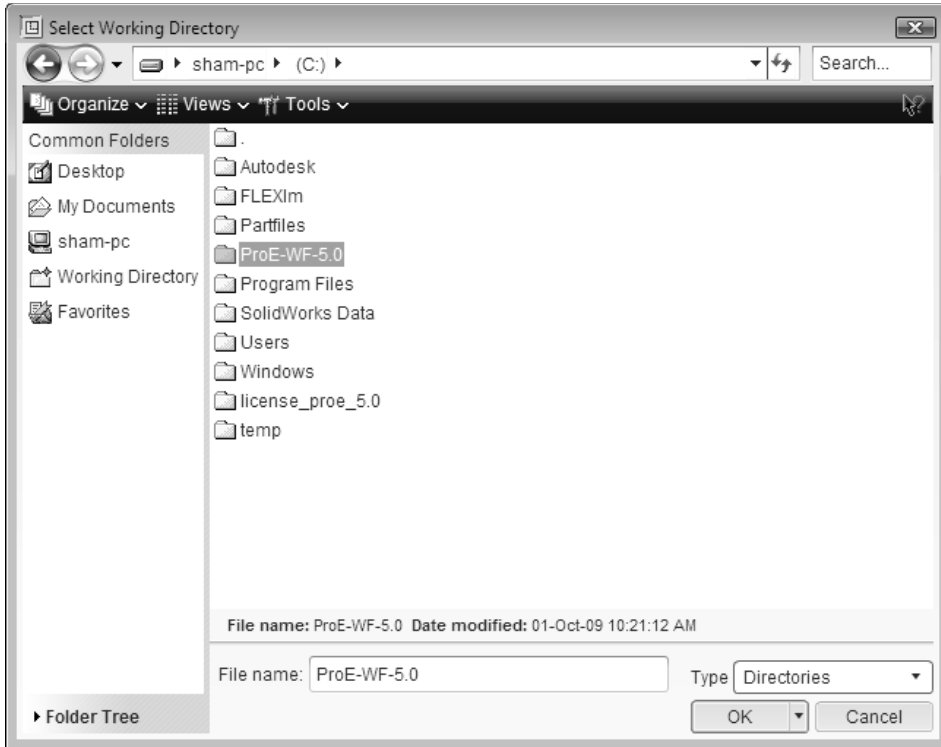 Select Working Directory
sham-pc (C:) Search...
Organize Views Tools
Common Folders
Desktop
My Documents
sham-pc
Working Directory
Favorites
Folder Tree
.
Autodesk
FLEXlm
Partfiles
ProE-WF-5.0
Program Files
SolidWorks Data
Users
Windows
license_proe_5.0
temp
File name: ProE-WF-5.0 Date modified: 01-Oct-09 10:21:12 AM
File name: ProE-WF-5.0 Type Directories
OK Cancel